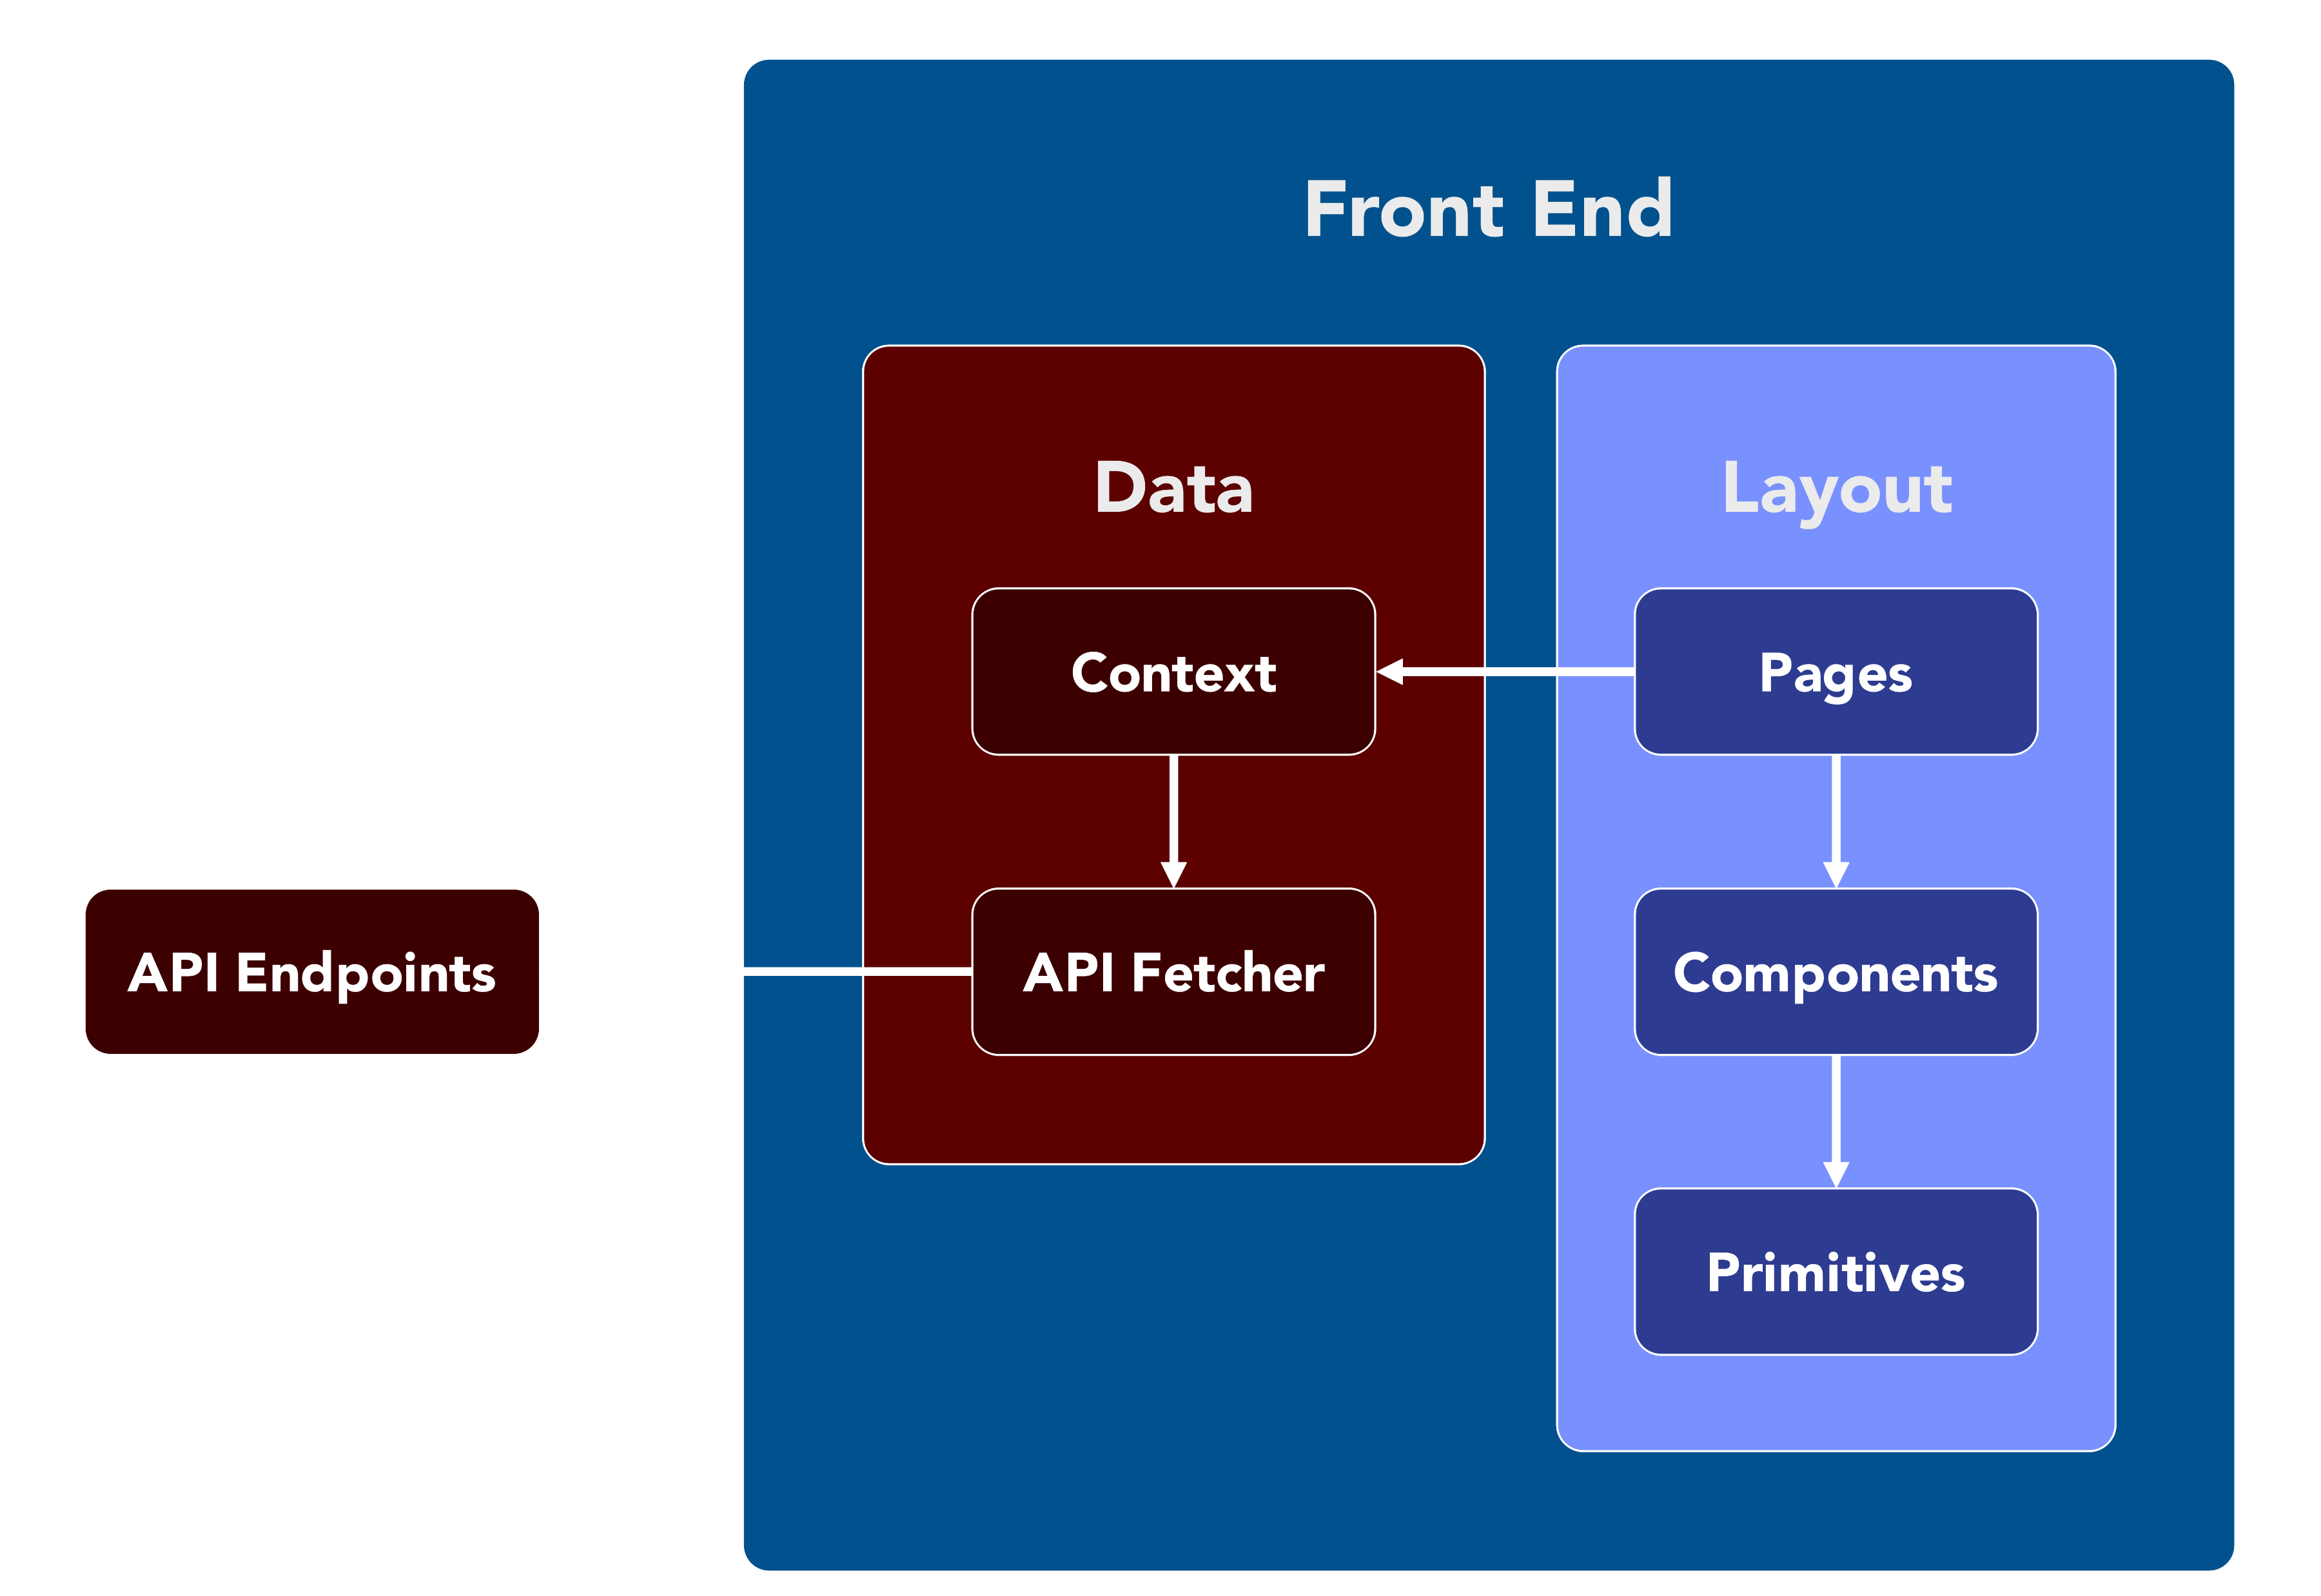 Front End
Data
Layout
Context
Pages
API Endpoints
API Fetcher
Components
Primitives